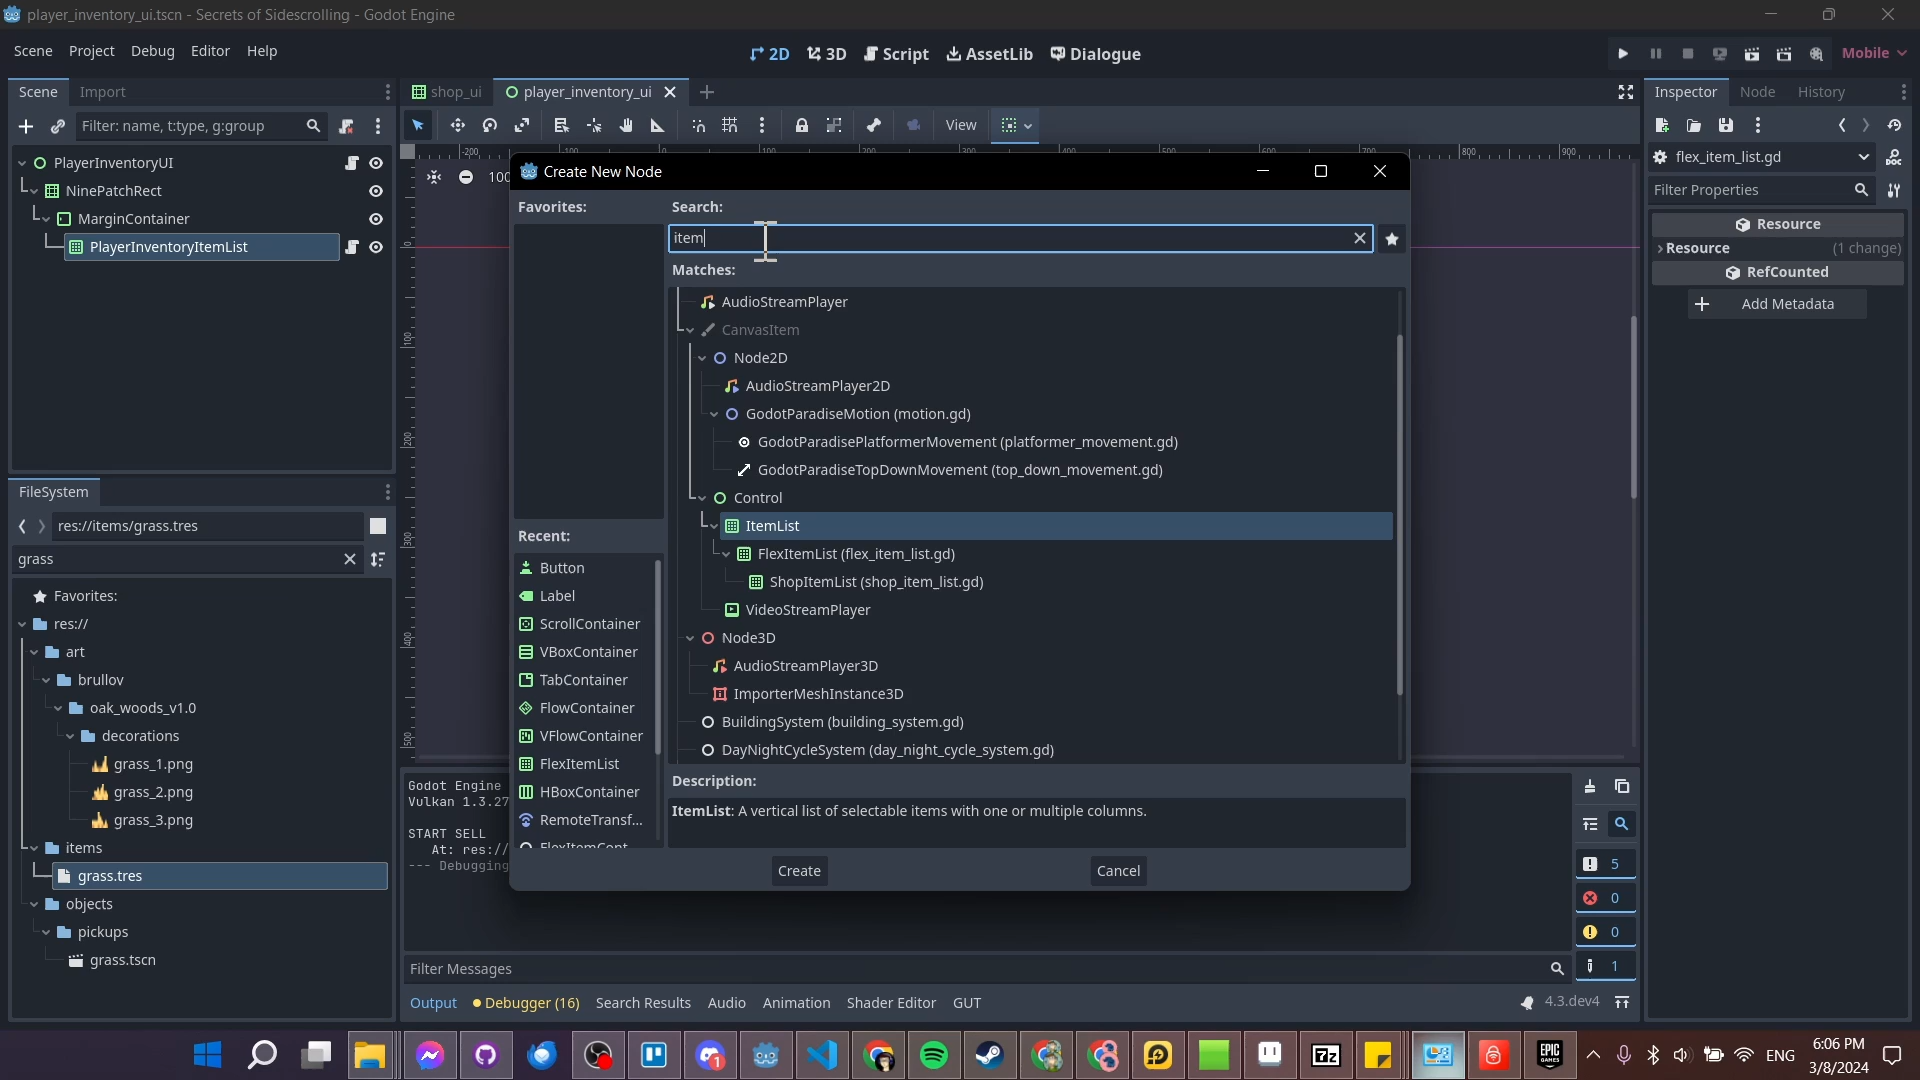 player_inventory_ui.tscn - Secrets of Sidescrolling - Godot Engine
Scene Project Debug Editor Help
2D 3D Script AssetLib Dialogue
Mobile
Scene Import
shop_ui player_inventory_ui
Inspector Node History
Filter: name, t:type, g:group
View
flex_item_list.gd
Filter Properties
PlayerInventoryUI
NinePatchRect
MarginContainer
PlayerInventoryItemList
Resource
Resource (1 change)
RefCounted
Add Metadata
Create New Node
Favorites:
Search:
item
Matches:
AudioStreamPlayer
CanvasItem
Node2D
AudioStreamPlayer2D
GodotParadiseMotion (motion.gd)
GodotParadisePlatformerMovement (platformer_movement.gd)
GodotParadiseTopDownMovement (top_down_movement.gd)
Control
ItemList
FlexItemList (flex_item_list.gd)
ShopItemList (shop_item_list.gd)
VideoStreamPlayer
Node3D
AudioStreamPlayer3D
ImporterMeshInstance3D
BuildingSystem (building_system.gd)
DayNightCycleSystem (day_night_cycle_system.gd)
Recent:
Button
Label
ScrollContainer
VBoxContainer
TabContainer
FlowContainer
VFlowContainer
FlexItemList
HBoxContainer
RemoteTransf...
Description:
ItemList: A vertical list of selectable items with one or multiple columns.
Create Cancel
FileSystem
res://items/grass.tres
grass
Favorites:
res://
art
brullov
oak_woods_v1.0
decorations
grass_1.png
grass_2.png
grass_3.png
items
grass.tres
objects
pickups
grass.tscn
Godot Engine
Vulkan 1.3.27
START SELL
At: res://
--- Debugging
5
0
0
1
Filter Messages
Output Debugger (16) Search Results Audio Animation Shader Editor GUT
4.3.dev4
ENG
6:06 PM
3/8/2024